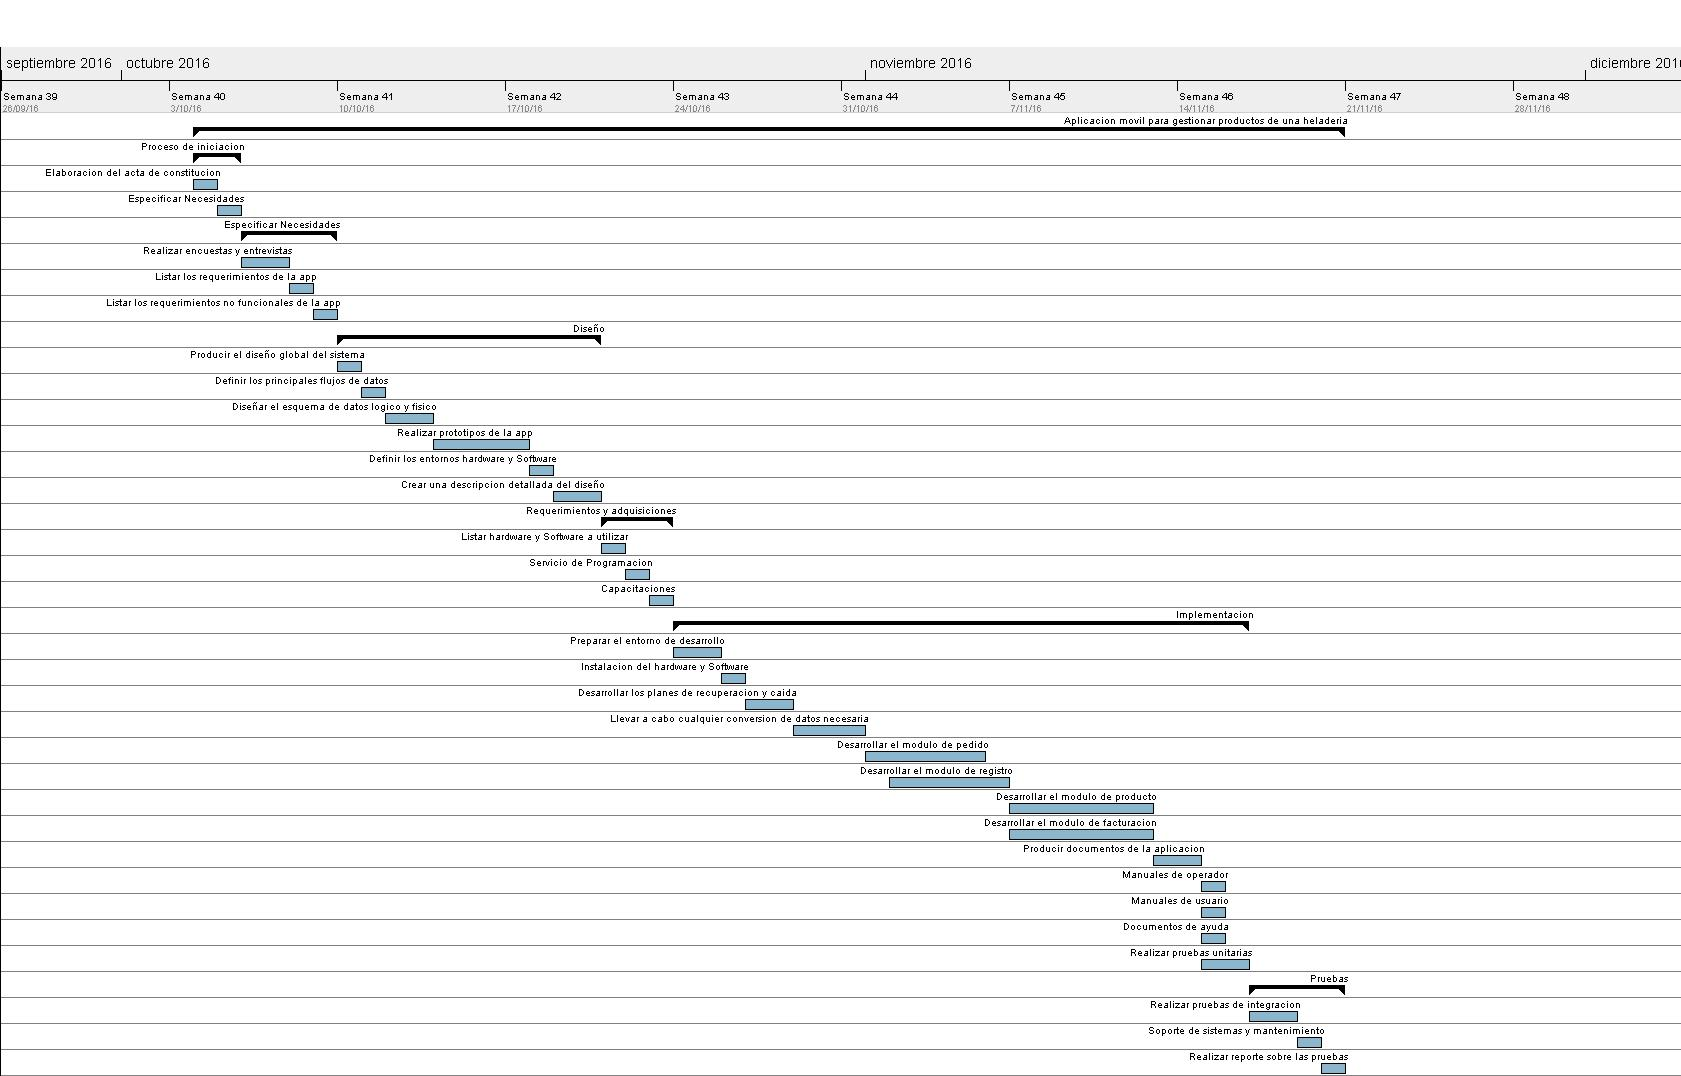 septiembre 2016 octubre 2016 noviembre 2016 diciembre 201
Semana 39 Semana 40 Semana 41 Semana 42 Semana 43 Semana 44 Semana 45 Semana 46 Semana 47 Semana 48
26/09/16 3/10/16 10/10/16 17/10/16 24/10/16 31/10/16 7/11/16 14/11/16 21/11/16 28/11/16
Aplicacion movil para gestionar productos de una heladeria
Proceso de iniciacion
Elaboracion del acta de constitucion
Especificar Necesidades
Especificar Necesidades
Realizar encuestas y entrevistas
Listar los requerimientos de la app
Listar los requerimientos no funcionales de la app
Diseño
Producir el diseño global del sistema
Definir los principales flujos de datos
Diseñar el esquema de datos logico y fisico
Realizar prototipos de la app
Definir los entornos hardware y Software
Crear una descripcion detallada del diseño
Requerimientos y adquisiciones
Listar hardware y Software a utilizar
Servicio de Programacion
Capacitaciones
Implementacion
Preparar el entorno de desarrollo
Instalacion del hardware y Software
Desarrollar los planes de recuperacion y caida
Llevar a cabo cualquier conversion de datos necesaria
Desarrollar el modulo de pedido
Desarrollar el modulo de registro
Desarrollar el modulo de producto
Desarrollar el modulo de facturacion
Producir documentos de la aplicacion
Manuales de operador
Manuales de usuario
Documentos de ayuda
Realizar pruebas unitarias
Pruebas
Realizar pruebas de integracion
Soporte de sistemas y mantenimiento
Realizar reporte sobre las pruebas